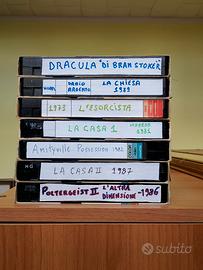 DRACULA "DI BRAM STOKER"
DARIO ARGENTO
LA CHIESA 1989
1973 L'ESORCISTA
LA CASA 1
1981
Amityville Possession 1982
LA CASA II 1987
POLTERGEIST II L'ALTRA DIMENSIONE - 1986
subito